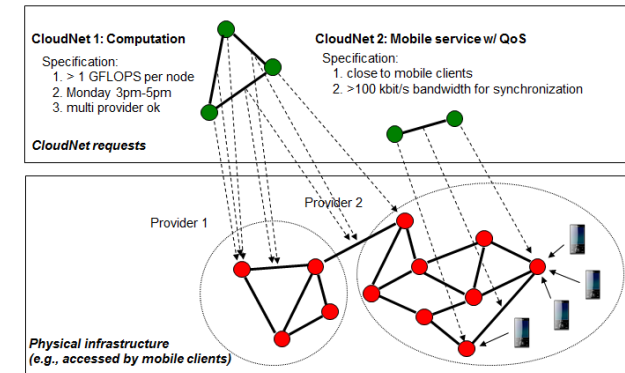 CloudNet 1: Computation
Specification:
1. > 1 GFLOPS per node
2. Monday 3pm-5pm
3. multi provider ok
CloudNet 2: Mobile service w/ QoS
Specification:
1. close to mobile clients
2. >100 kbit/s bandwidth for synchronization
CloudNet requests
Provider 1
Provider 2
Physical infrastructure
(e.g., accessed by mobile clients)